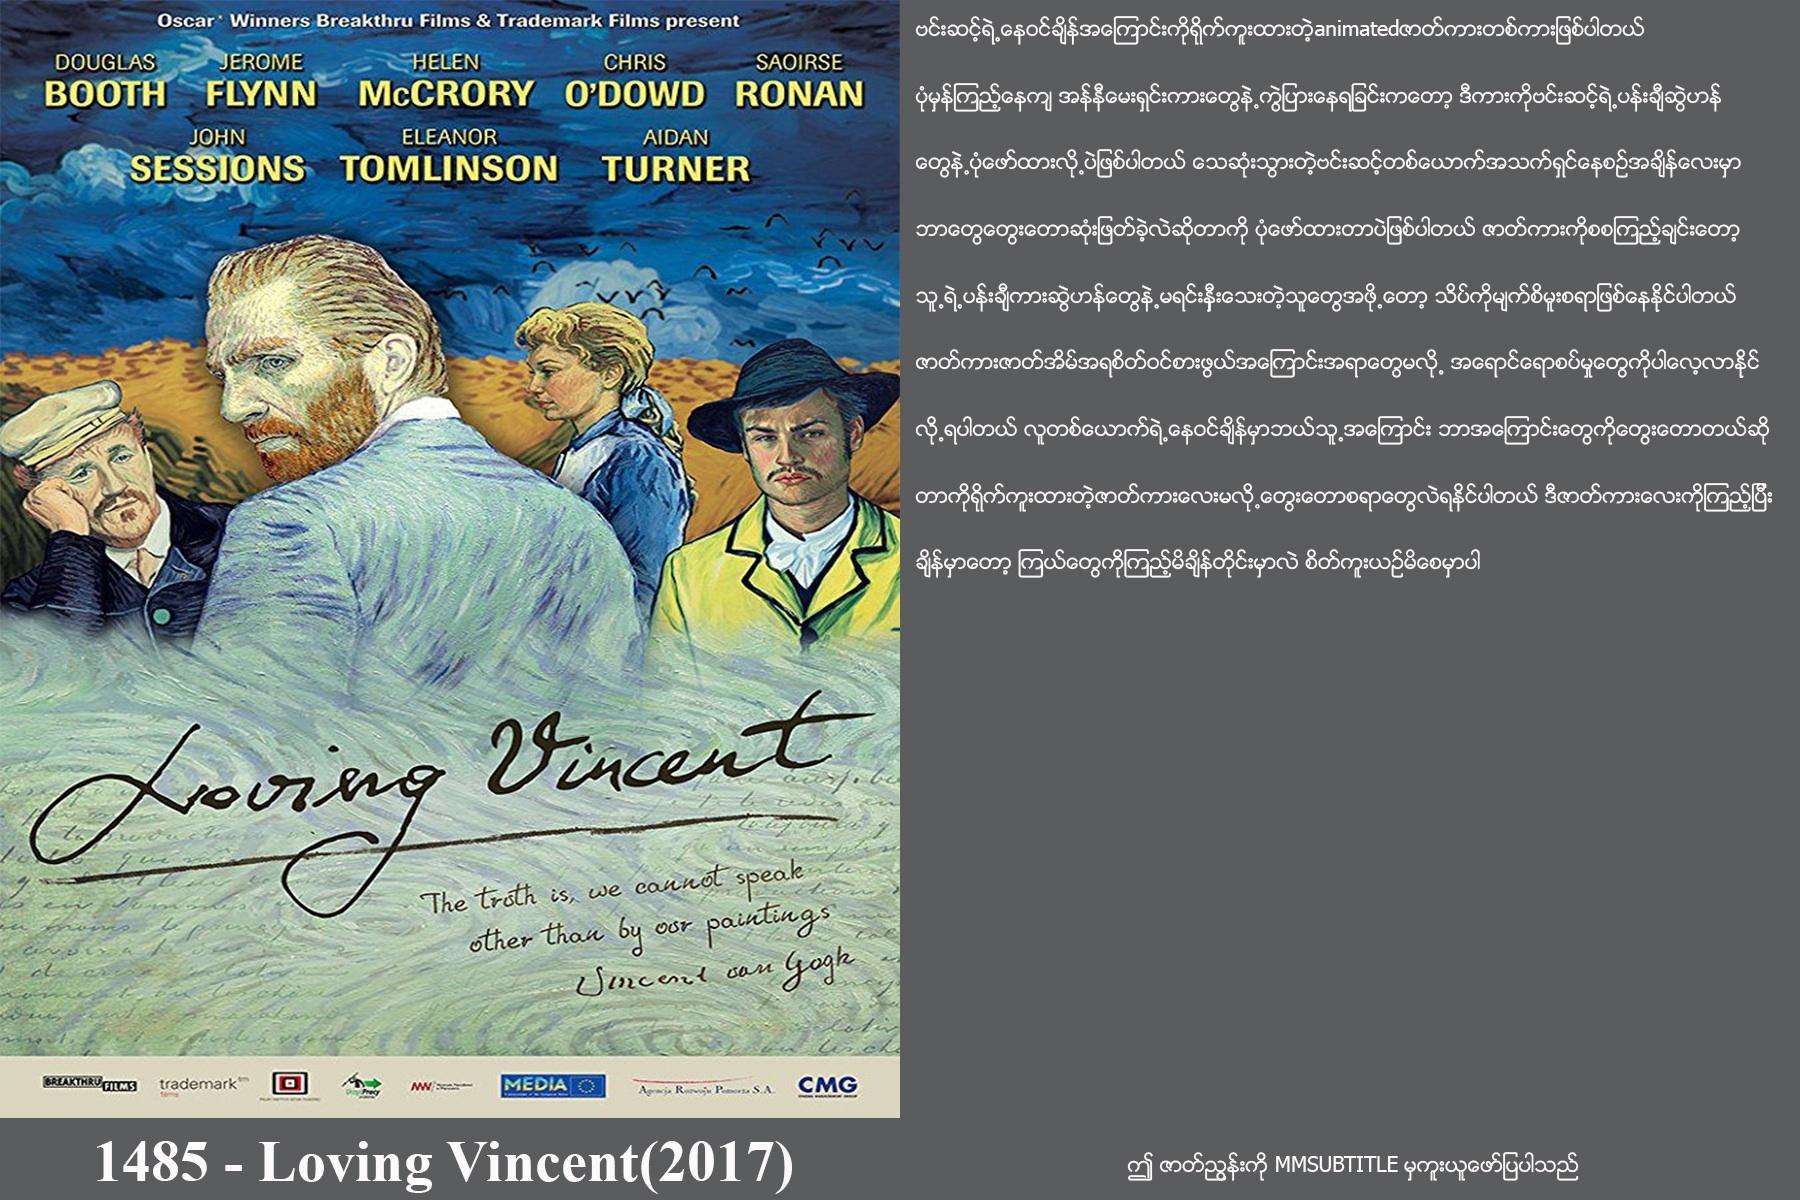 Oscar® Winners Breakthru Films & Trademark Films present
DOUGLAS BOOTH
JEROME FLYNN
HELEN McCRORY
CHRIS O'DOWD
SAOIRSE RONAN
JOHN SESSIONS
ELEANOR TOMLINSON
AIDAN TURNER
Loving Vincent
The truth is, we cannot speak
other than by our paintings
Vincent van Gogh
BREAKTHRU FILMS
trademark™ films
MEDIA
Agencja Rozwoju Pomorza S.A.
CMG
1485 - Loving Vincent(2017)
ဗင်းဆင့်ရဲ့နေဝင်ချိန်အကြောင်းကိုရိုက်ကူးထားတဲ့animatedဇာတ်ကားတစ်ကားဖြစ်ပါတယ်
ပုံမှန်ကြည့်နေကျ အန်နီမေးရှင်းကားတွေနဲ့ကွဲပြားနေရခြင်းကတော့ ဒီကားကိုဗင်းဆင့်ရဲ့ပန်းချီဆွဲဟန်
တွေနဲ့ပုံဖော်ထားလို့ပဲဖြစ်ပါတယ် သေဆုံးသွားတဲ့ဗင်းဆင့်တစ်ယောက်အသက်ရှင်နေစဉ်အချိန်လေးမှာ
ဘာတွေတွေးတောဆုံးဖြတ်ခဲ့လဲဆိုတာကို ပုံဖော်ထားတာပဲဖြစ်ပါတယ် ဇာတ်ကားကိုစစကြည့်ချင်းတော့
သူ့ရဲ့ပန်းချီကားဆွဲဟန်တွေနဲ့မရင်းနှီးသေးတဲ့သူတွေအဖို့တော့ သိပ်ကိုမျက်စိမူးစရာဖြစ်နေနိုင်ပါတယ်
ဇာတ်ကားဇာတ်အိမ်အရစိတ်ဝင်စားဖွယ်အကြောင်းအရာတွေမလို့ အရောင်ရောစပ်မှုတွေကိုပါလေ့လာနိုင်
လို့ရပါတယ် လူတစ်ယောက်ရဲ့နေဝင်ချိန်မှာဘယ်သူ့အကြောင်း ဘာအကြောင်းတွေကိုတွေးတောတယ်ဆို
တာကိုရိုက်ကူးထားတဲ့ဇာတ်ကားလေးမလို့တွေးတောစရာတွေလဲရနိုင်ပါတယ် ဒီဇာတ်ကားလေးကိုကြည့်ပြီး
ချိန်မှာတော့ ကြယ်တွေကိုကြည့်မိချိန်တိုင်းမှာလဲ စိတ်ကူးယဉ်မိစေမှာပါ
ဤ ဇာတ်ညွှန်းကို MMSUBTITLE မှကူးယူဖော်ပြပါသည်